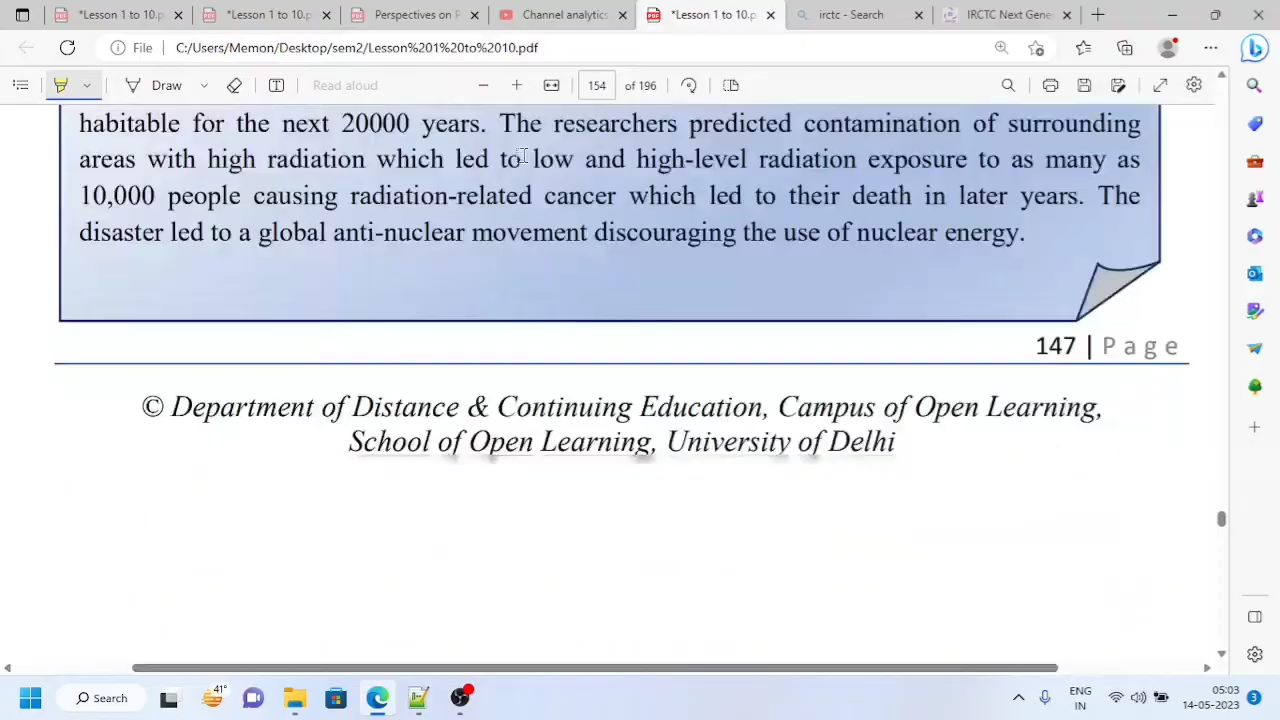 *Lesson 1 to 10.p
*Lesson 1 to 10.p
Perspectives on P
Channel analytics
*Lesson 1 to 10.p
irctc - Search
IRCTC Next Gene
File
C:/Users/Memon/Desktop/sem2/Lesson%201%20to%2010.pdf
Draw
Read aloud
154
of 196
habitable for the next 20000 years. The researchers predicted contamination of surrounding
areas with high radiation which led to low and high-level radiation exposure to as many as
10,000 people causing radiation-related cancer which led to their death in later years. The
disaster led to a global anti-nuclear movement discouraging the use of nuclear energy.
147 | Page
© Department of Distance & Continuing Education, Campus of Open Learning,
School of Open Learning, University of Delhi
Search
41°
ENG
IN
05:03
14-05-2023
3